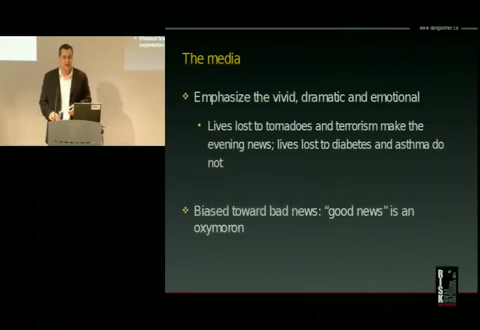 www.dangardner.ca
The media
Emphasize the vivid, dramatic and emotional
Lives lost to tornadoes and terrorism make the
evening news; lives lost to diabetes and asthma do
not
Biased toward bad news: “good news” is an
oxymoron
RISK